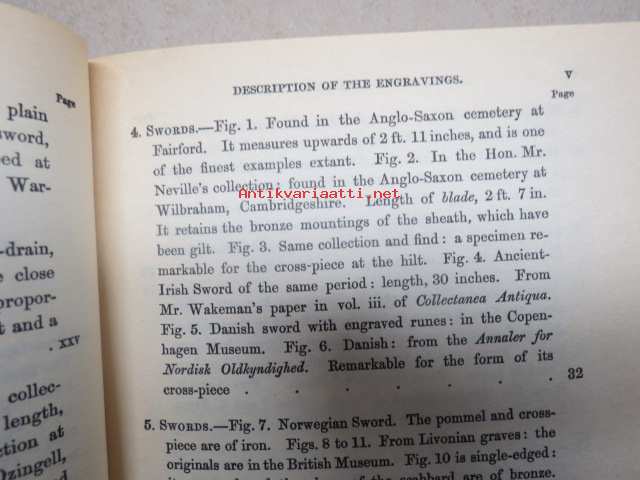 Page
plain
sword,
ed at
War-
-drain,
close
propor-
t and a
. xxv
collec-
length,
ction at
Ozingell,
DESCRIPTION OF THE ENGRAVINGS. V
Page
4. SWORDS.—Fig. 1. Found in the Anglo-Saxon cemetery at
Fairford. It measures upwards of 2 ft. 11 inches, and is one
of the finest examples extant. Fig. 2. In the Hon. Mr.
Neville's collection; found in the Anglo-Saxon cemetery at
Antikvariaatti.net
Wilbraham, Cambridgeshire. Length of blade, 2 ft. 7 in.
It retains the bronze mountings of the sheath, which have
been gilt. Fig. 3. Same collection and find: a specimen re-
markable for the cross-piece at the hilt. Fig. 4. Ancient-
Irish Sword of the same period: length, 30 inches. From
Mr. Wakeman's paper in vol. iii. of Collectanea Antiqua.
Fig. 5. Danish sword with engraved runes: in the Copen-
hagen Museum. Fig. 6. Danish: from the Annaler for
Nordisk Oldkyndighed. Remarkable for the form of its
cross-piece . . . . . . . 32
5. SWORDS.—Fig. 7. Norwegian Sword. The pommel and cross-
piece are of iron. Figs. 8 to 11. From Livonian graves: the
originals are in the British Museum. Fig. 10 is single-edged:
scabbard are of bronze.